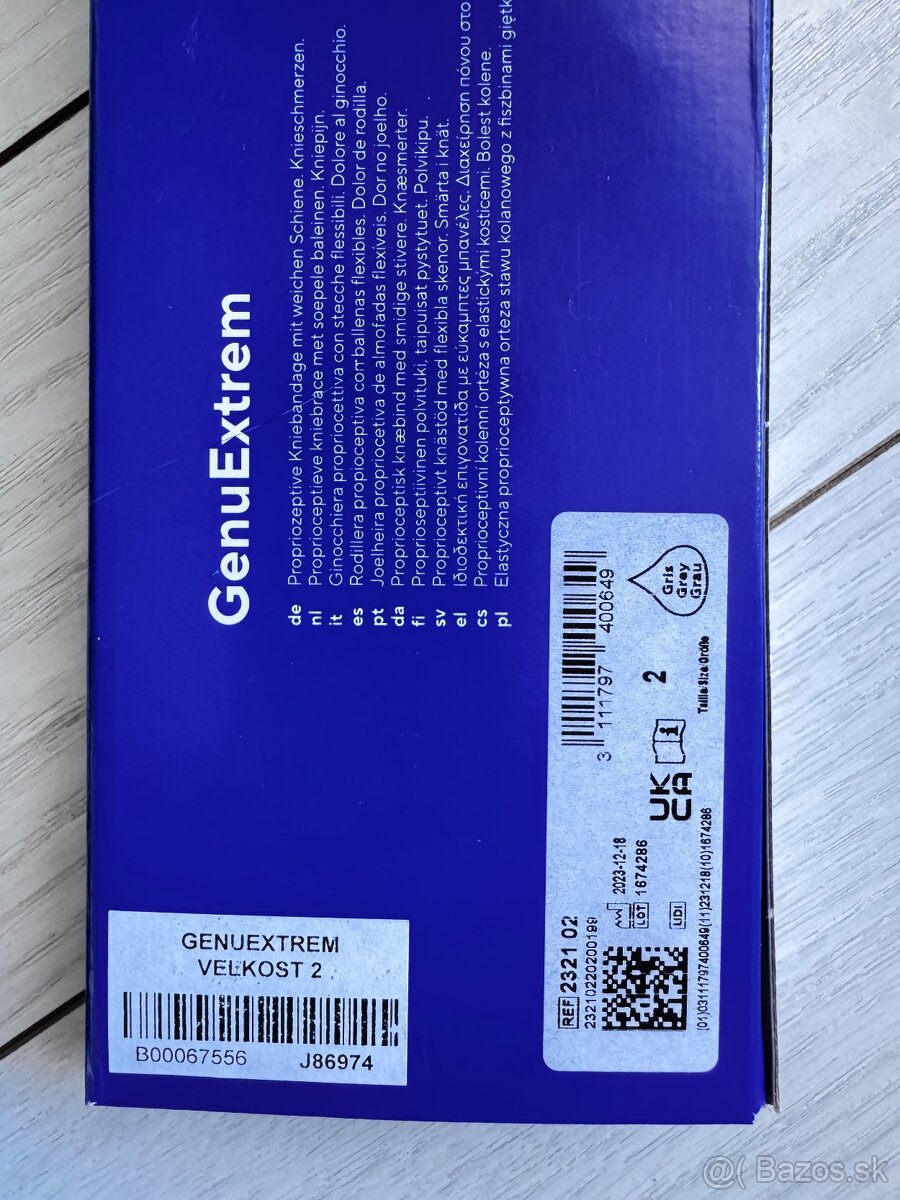 GenuExtrem
de Propriozeptive Kniebandage mit weichen Schiene. Knieschmerzen.
nl Proprioceptieve kniebrace met soepele baleinen. Kniepijn.
it Ginocchiera propriocettiva con stecche flessibili. Dolore al ginocchio.
es Rodillera propioceptiva con ballenas flexibles. Dolor de rodilla.
pt Joelheira propriocetiva de almofadas flexíveis. Dor no joelho.
da Proprioceptisk knæbind med smidige stivere. Knæsmerter.
fi Proprioseptiivinen polvituki, taipuisat pystytuet. Polvikipu.
sv Proprioceptivt knästöd med flexibla skenor. Smärta i knät.
el Ιδιοδεκτική επιγονατίδα με εύκαμπτες μπανέλες. Διαχείρηση πόνου στο
cs Proprioceptivní kolenní orteza s elastickými kosticemi. Bolest kolene.
pl Elastyczna proprioceptywna orteza stawu kolanowego z fiszbinami giętk
3 111797 400649
Gris
Grey
Grau
2
Taille/Size/Größe
UK
CA
REF 2321 02
23210220200199
2023-12-18
LOT 1674286
UDI
(01)03111797400649(11)231218(10)1674286
GENUEXTREM
VEĽKOST 2
B00067556 J86974
@( Bazos.sk